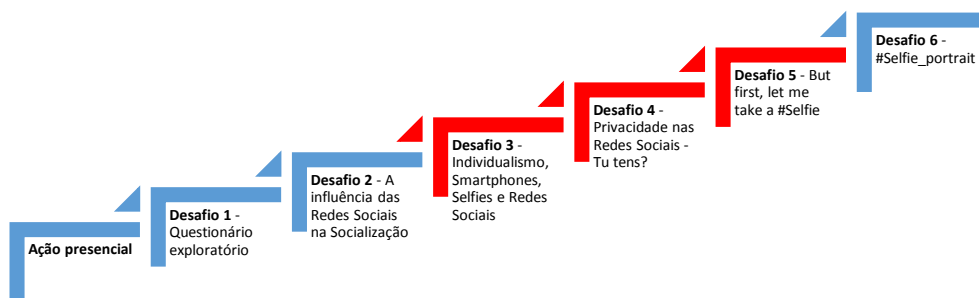 Ação presencial
Desafio 1 -
Questionário
exploratório
Desafio 2 - A
influência das
Redes Sociais
na Socialização
Desafio 3 -
Individualismo,
Smartphones,
Selfies e Redes
Sociais
Desafio 4 -
Privacidade nas
Redes Sociais -
Tu tens?
Desafio 5 - But
first, let me
take a #Selfie
Desafio 6 -
#Selfie_portrait